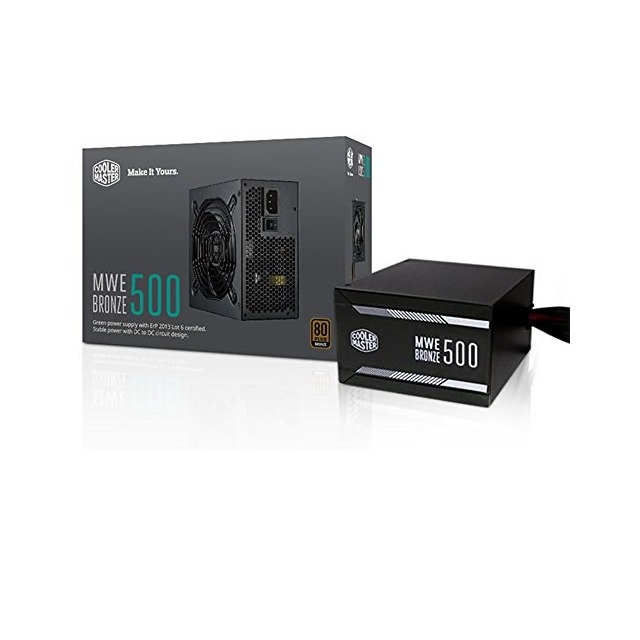 COOLER
MASTER
Make It Yours.
MWE
BRONZE 500
Green power supply with ErP 2013 Lot 6 certified.
Stable power with DC to DC circuit design.
80
PLUS
BRONZE
COOLER
MASTER
MWE
BRONZE 500